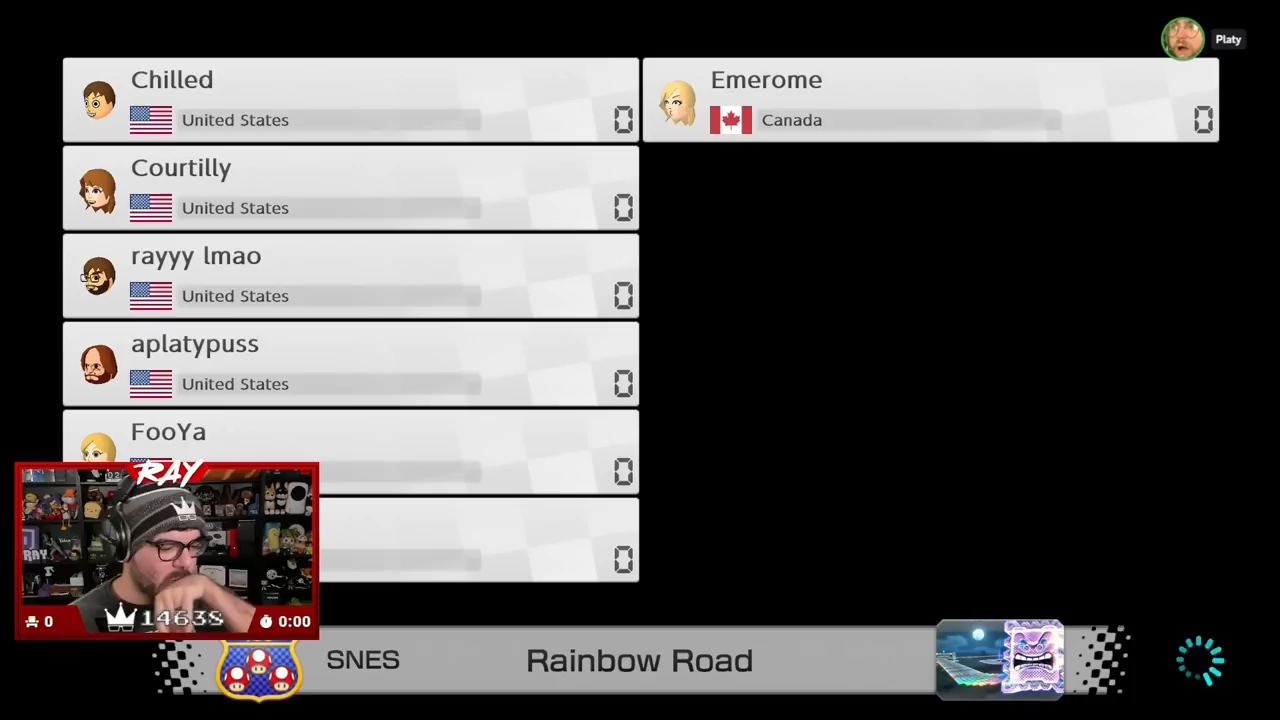 Platy
Chilled
United States
0
Emerome
Canada
0
Courtilly
United States
0
rayyy lmao
United States
0
aplatypuss
United States
0
FooYa
0
0
RAY
0
14638
0:00
SNES
Rainbow Road